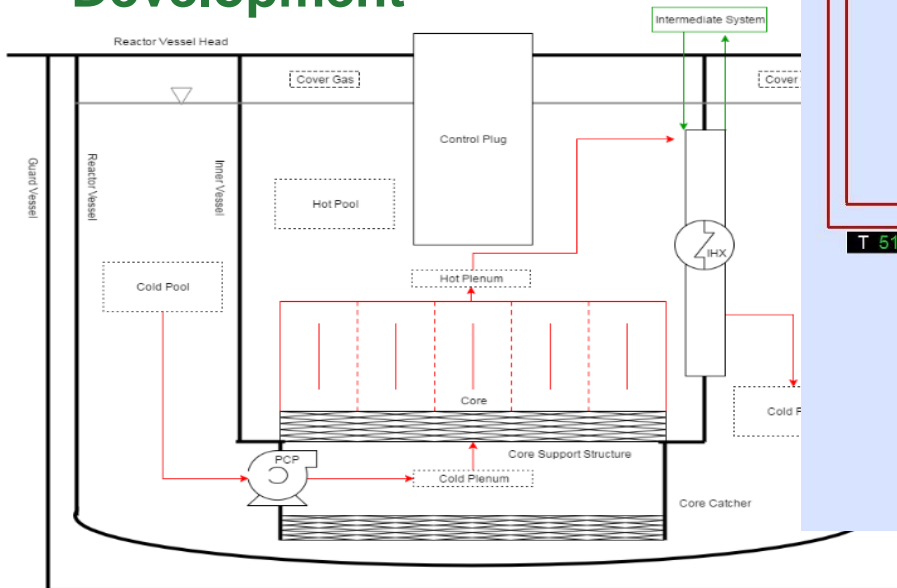 Development
Intermediate System
Reactor Vessel Head
Cover Gas
Cover
Control Plug
Guard Vessel
Reactor Vessel
Inner Vessel
Hot Pool
IHX
T 51
Hot Plenum
Cold Pool
Core
Cold
PCP
Core Support Structure
Cold Plenum
Core Catcher